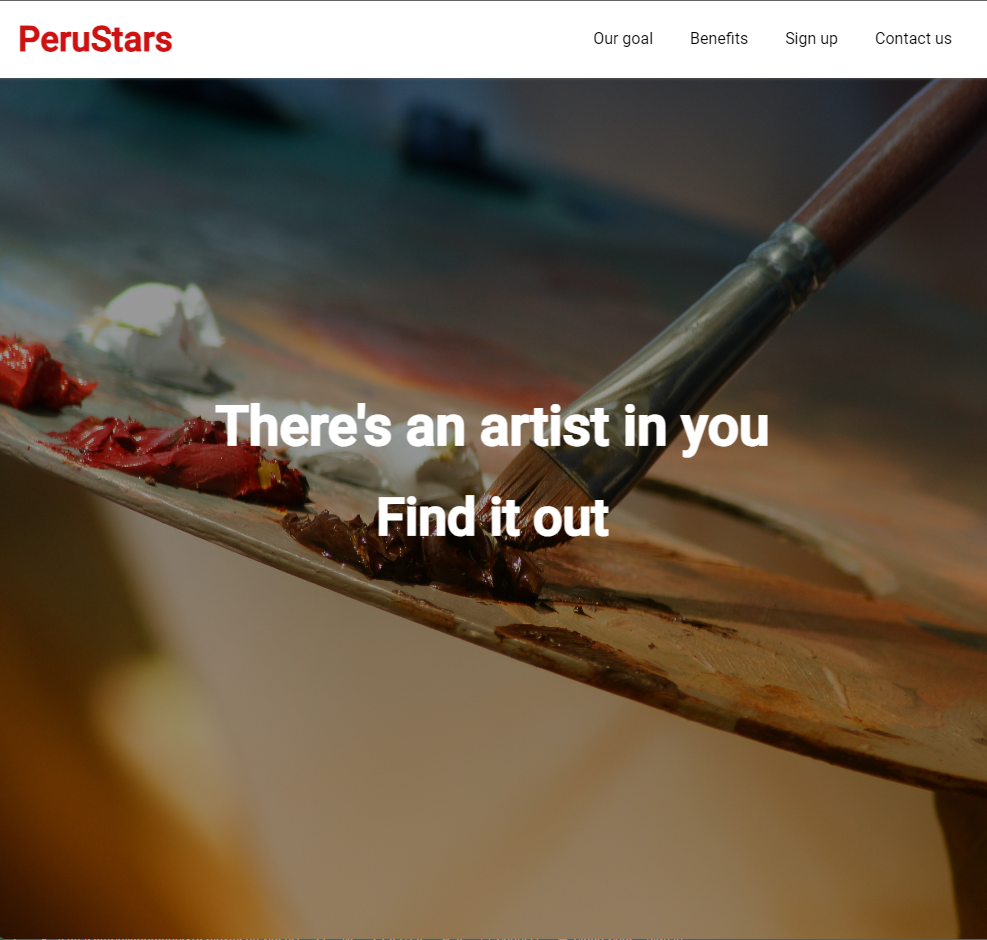 PeruStars
Our goal Benefits Sign up Contact us
There's an artist in you
Find it out